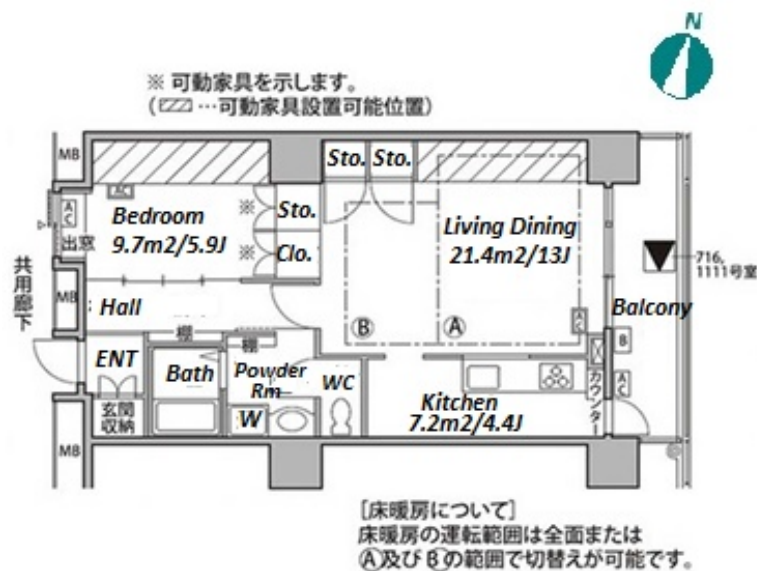 N
※ 可動家具を示します。
(…可動家具設置可能位置)
MB
Sto.
Sto.
AC
AC
Bedroom
9.7m2/5.9J
※
※
Sto.
Clo.
Living Dining
21.4m2/13J
出窓
716,
1111号室
共用廊下
MB
Hall
Balcony
棚
棚
B
A
AC
B
ENT
Bath
Powder
Rm
WC
AC
カウンター
玄関
収納
W
Kitchen
7.2m2/4.4J
MB
[床暖房について]
床暖房の運転範囲は全面または
Ⓐ及びⒷの範囲で切替えが可能です。